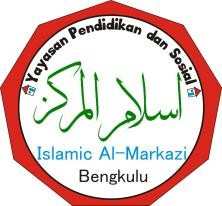 Yayasan Pendidikan dan Sosial
اسلام المركز
Islamic Al-Markazi
Bengkulu